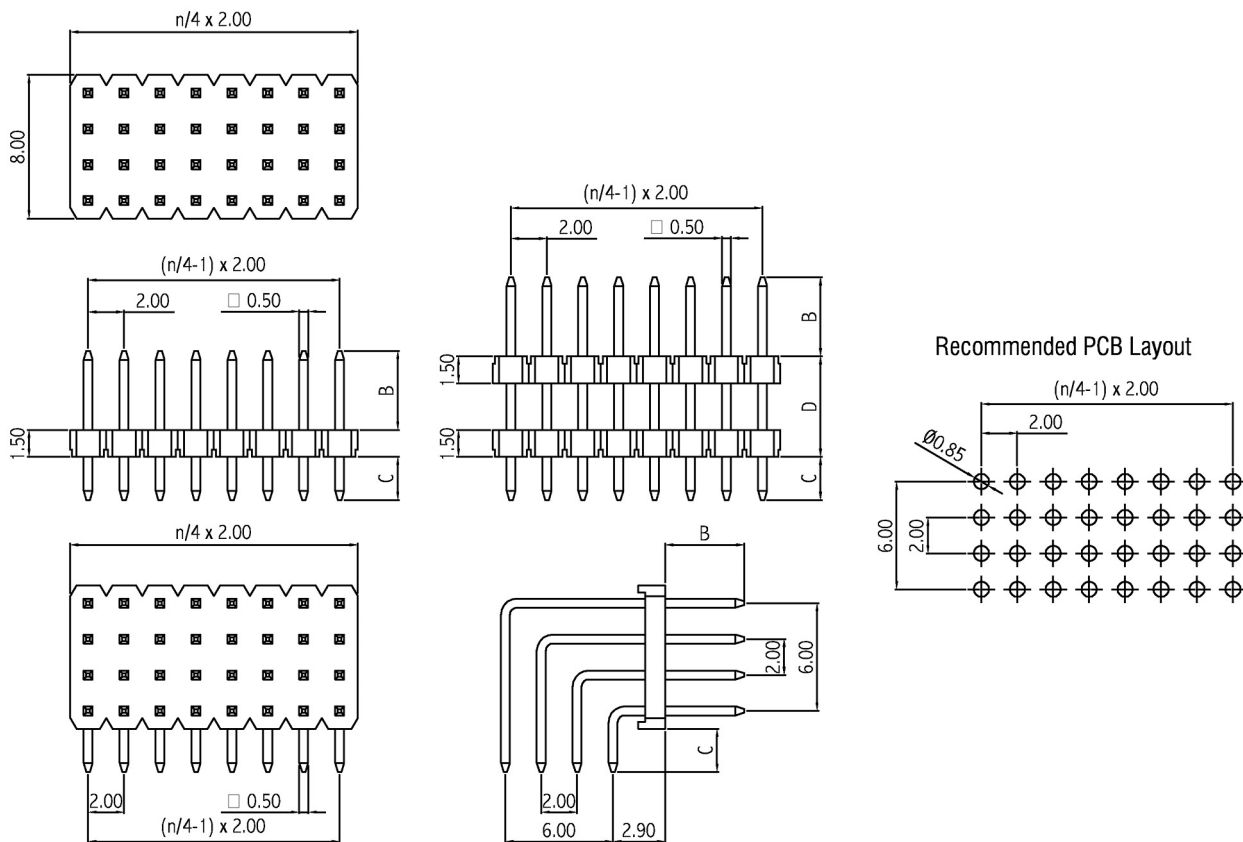 n/4 x 2.00
8.00
(n/4-1) x 2.00
2.00
□ 0.50
B
1.50
C
(n/4-1) x 2.00
2.00
□ 0.50
B
1.50
D
1.50
C
Recommended PCB Layout
(n/4-1) x 2.00
2.00
Ø0.85
6.00
2.00
n/4 x 2.00
2.00
□ 0.50
(n/4-1) x 2.00
B
2.00
6.00
C
2.00
6.00
2.90